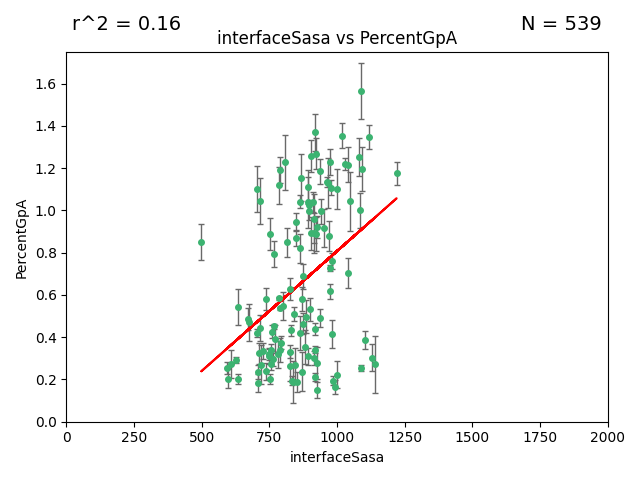 r^2 = 0.16
N = 539
interfaceSasa vs PercentGpA
PercentGpA
1.6
1.4
1.2
1.0
0.8
0.6
0.4
0.2
0.0
0 250 500 750 1000 1250 1500 1750 2000
interfaceSasa